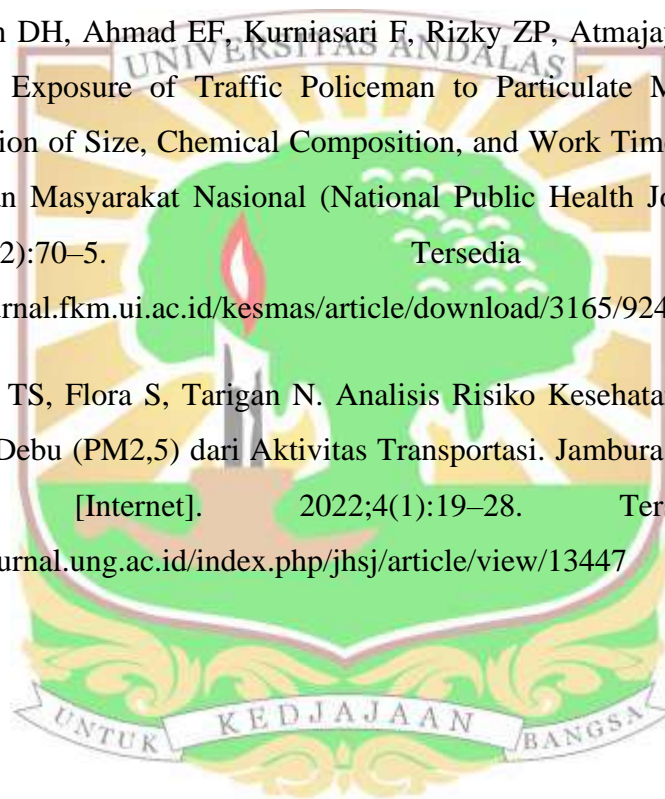 n DH, Ahmad EF, Kurniasari F, Rizky ZP, Atmajay
UNIVERSITAS ANDALAS
Exposure of Traffic Policeman to Particulate M
ion of Size, Chemical Composition, and Work Tim
an Masyarakat Nasional (National Public Health Jo
2):70–5. Tersedia
urnal.fkm.ui.ac.id/kesmas/article/download/3165/924
TS, Flora S, Tarigan N. Analisis Risiko Kesehata
Debu (PM2,5) dari Aktivitas Transportasi. Jambura
[Internet]. 2022;4(1):19–28. Ter
urnal.ung.ac.id/index.php/jhsj/article/view/13447
UNTUK KEDJAJAAN BANGSA